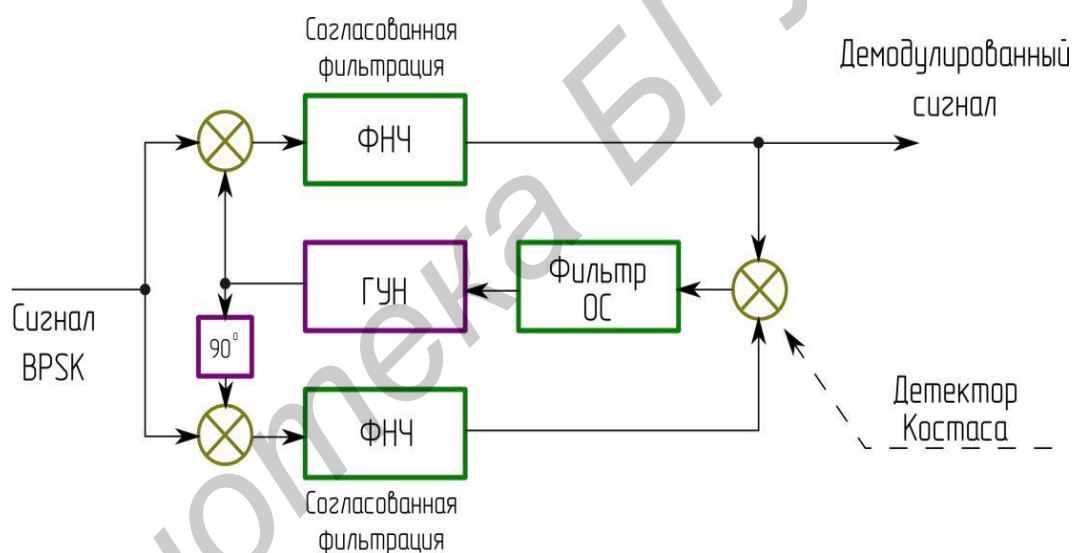 Согласованная
фильтрация
Демодулированный
сигнал
ФНЧ
ГУН
Фильтр
ОС
Сигнал
BPSK
90°
Детектор
Костаса
ФНЧ
Согласованная
фильтрация